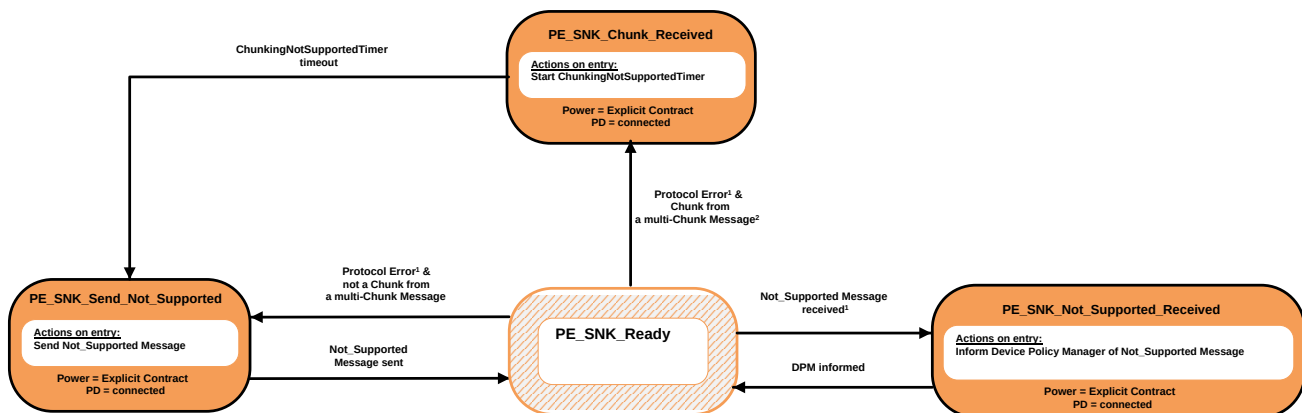 PE_SNK_Chunk_Received
Actions on entry:
Start ChunkingNotSupportedTimer
Power = Explicit Contract
PD = connected
ChunkingNotSupportedTimer
timeout
Protocol Error¹ &
Chunk from
a multi-Chunk Message²
Protocol Error¹ &
not a Chunk from
a multi-Chunk Message
PE_SNK_Send_Not_Supported
Actions on entry:
Send Not_Supported Message
Power = Explicit Contract
PD = connected
Not_Supported
Message sent
PE_SNK_Ready
Not_Supported Message
received¹
DPM informed
PE_SNK_Not_Supported_Received
Actions on entry:
Inform Device Policy Manager of Not_Supported Message
Power = Explicit Contract
PD = connected